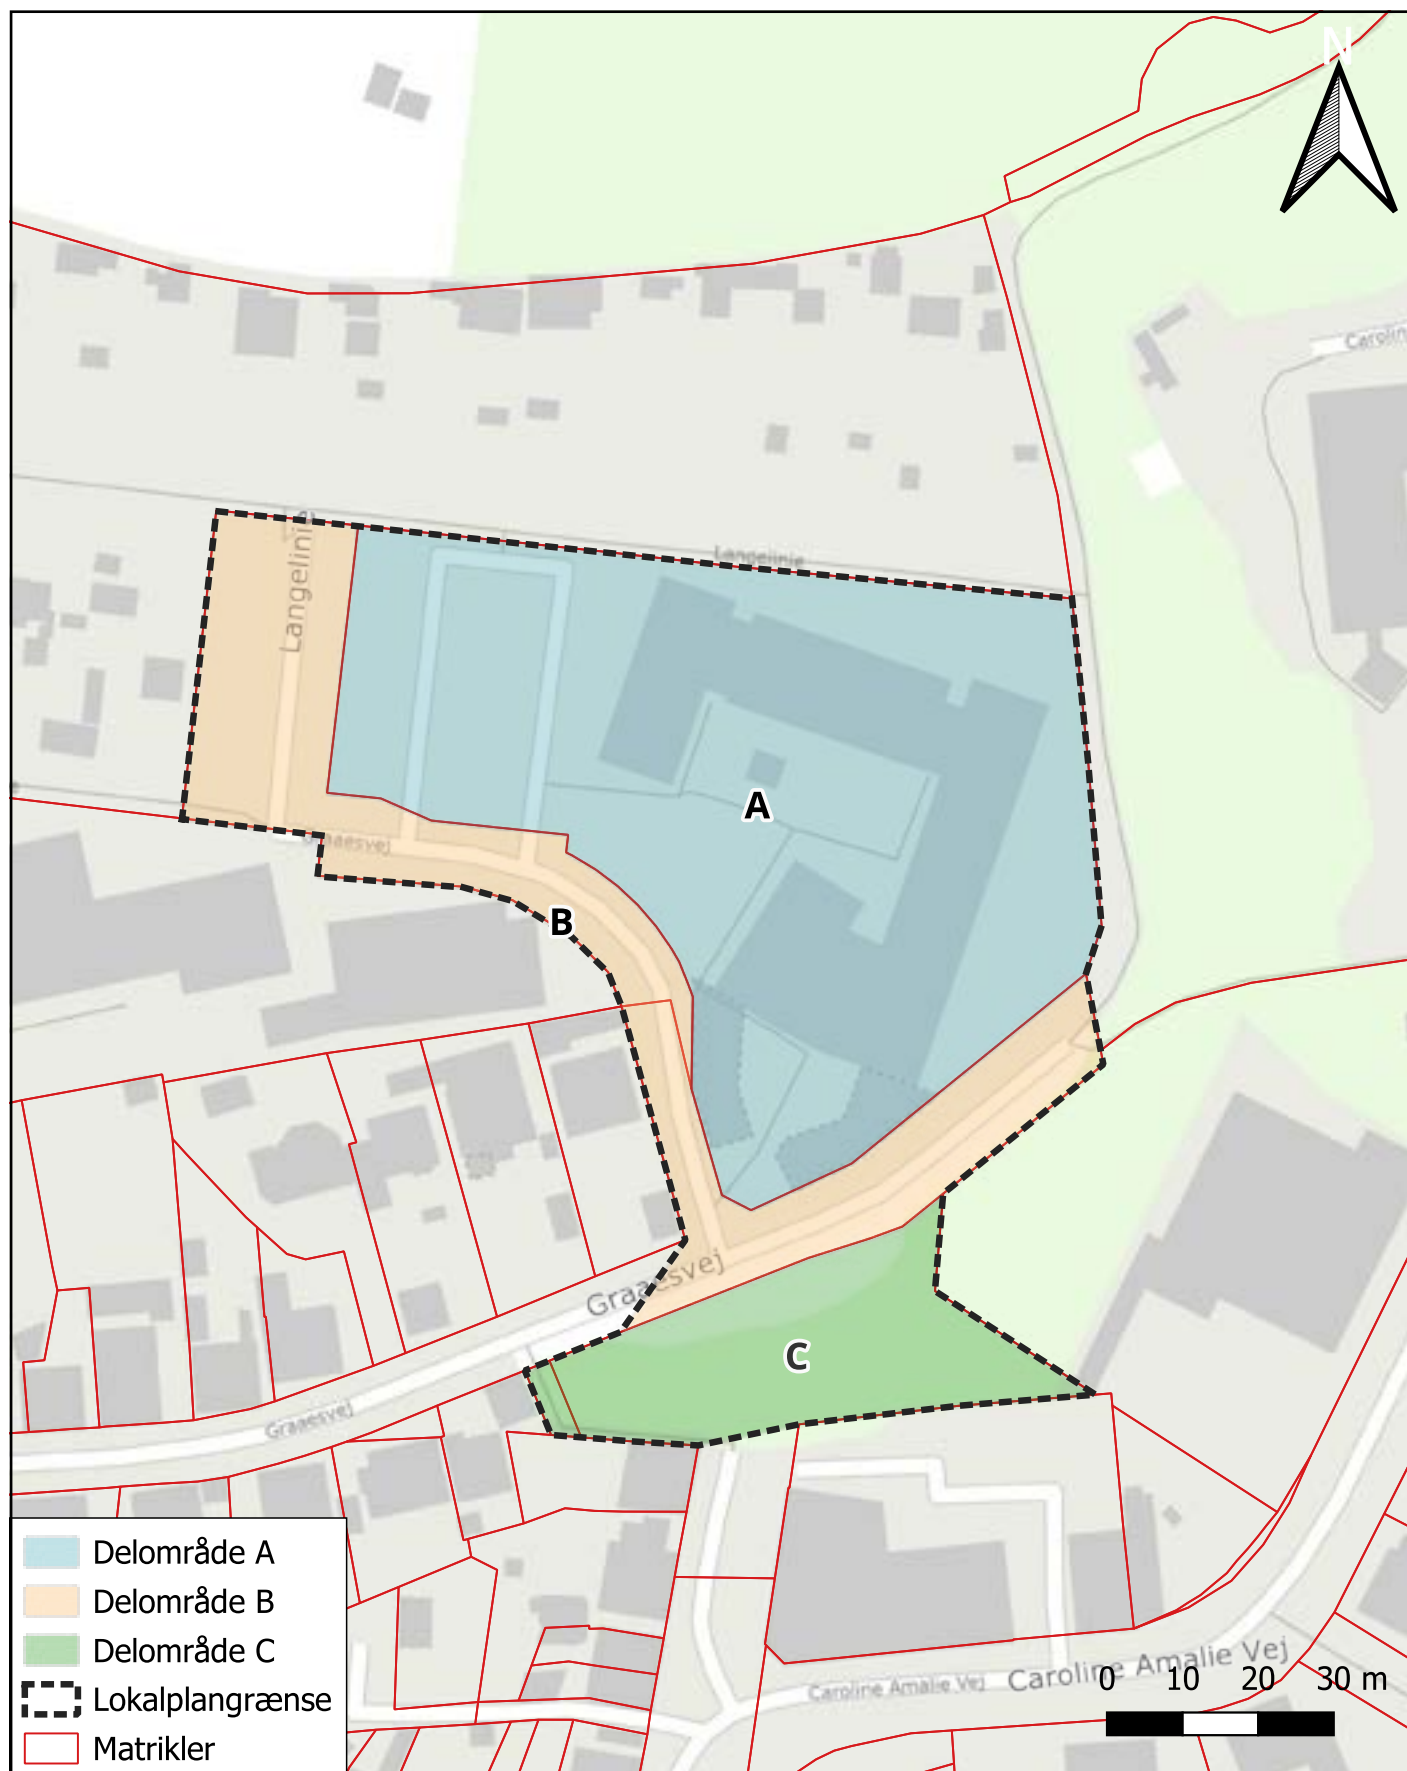 N
Carolin
Langelinie
Langelinie
A
Graaesvej
B
Graaesvej
C
Graaesvej
Delområde A
Delområde B
Delområde C
Lokalplangrænse
Matrikler
Caroline Amalie Vej
Caroline Amalie Vej
0 10 20 30 m